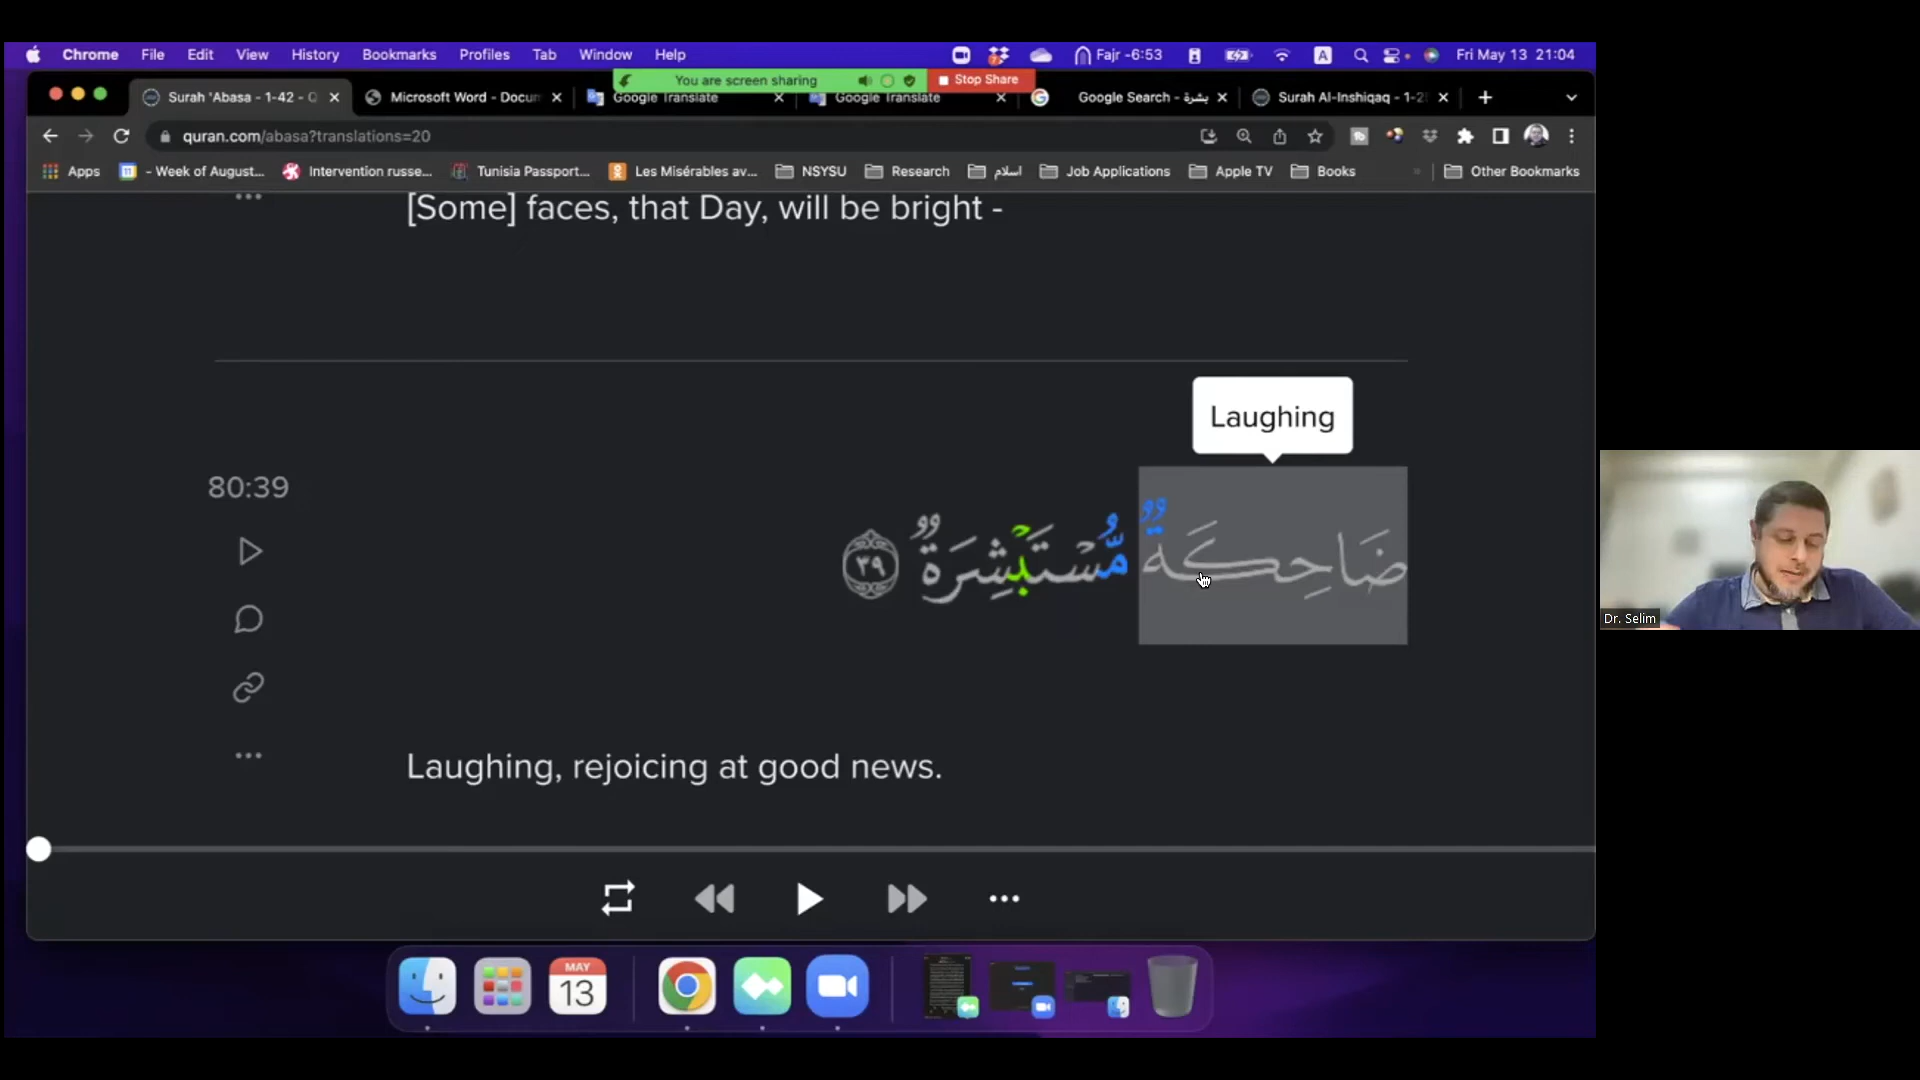 Chrome File Edit View History Bookmarks Profiles Tab Window Help Fajr -6:53 A Fri May 13 21:04
You are screen sharing Stop Share
Surah 'Abasa - 1-42 - Q Microsoft Word - Docum Google Translate Google Translate Google Search - بشرة Surah Al-Inshiqaq - 1-2
quran.com/abasa?translations=20
Apps - Week of August... Intervention russe... Tunisia Passport... Les Misérables av... NSYSU Research اسلام Job Applications Apple TV Books » Other Bookmarks
[Some] faces, that Day, will be bright -
Laughing
80:39
ضَاحِكَةٌ مُّسْتَبْشِرَةٌ ٣٩
Laughing, rejoicing at good news.
Dr. Selim
MAY
13